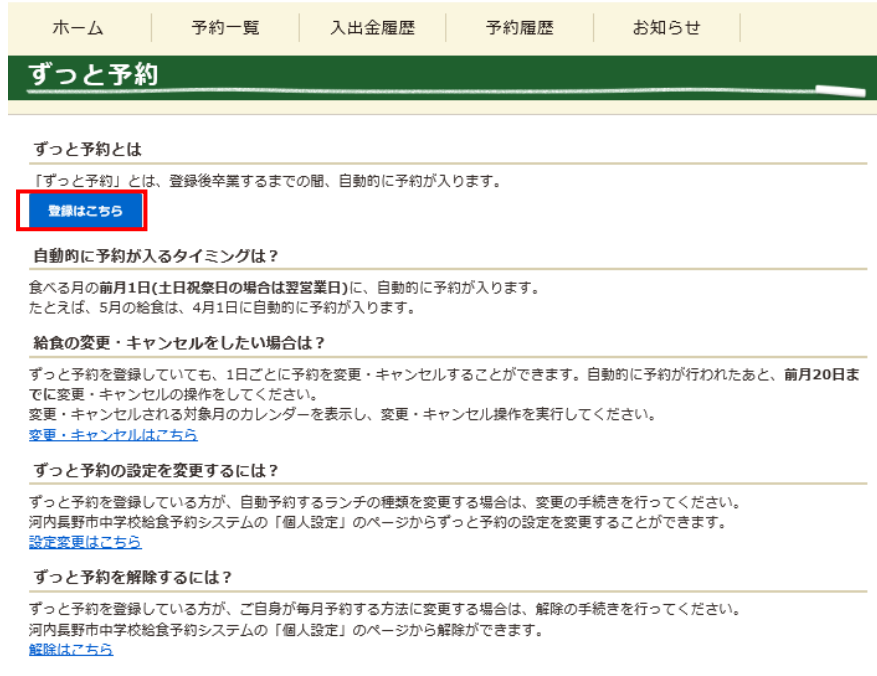 ホーム 予約一覧 入出金履歴 予約履歴 お知らせ
ずっと予約
ずっと予約とは
「ずっと予約」とは、登録後卒業するまでの間、自動的に予約が入ります。
登録はこちら
自動的に予約が入るタイミングは？
食べる月の前月1日(土日祝祭日の場合は翌営業日)に、自動的に予約が入ります。
たとえば、5月の給食は、4月1日に自動的に予約が入ります。
給食の変更・キャンセルをしたい場合は？
ずっと予約を登録していても、1日ごとに予約を変更・キャンセルすることができます。自動的に予約が行われたあと、前月20日ま
でに変更・キャンセルの操作をしてください。
変更・キャンセルされる対象月のカレンダーを表示し、変更・キャンセル操作を実行してください。
変更・キャンセルはこちら
ずっと予約の設定を変更するには？
ずっと予約を登録している方が、自動予約するランチの種類を変更する場合は、変更の手続きを行ってください。
河内長野市中学校給食予約システムの「個人設定」のページからずっと予約の設定を変更することができます。
設定変更はこちら
ずっと予約を解除するには？
ずっと予約を登録している方が、ご自身が毎月予約する方法に変更する場合は、解除の手続きを行ってください。
河内長野市中学校給食予約システムの「個人設定」のページから解除ができます。
解除はこちら